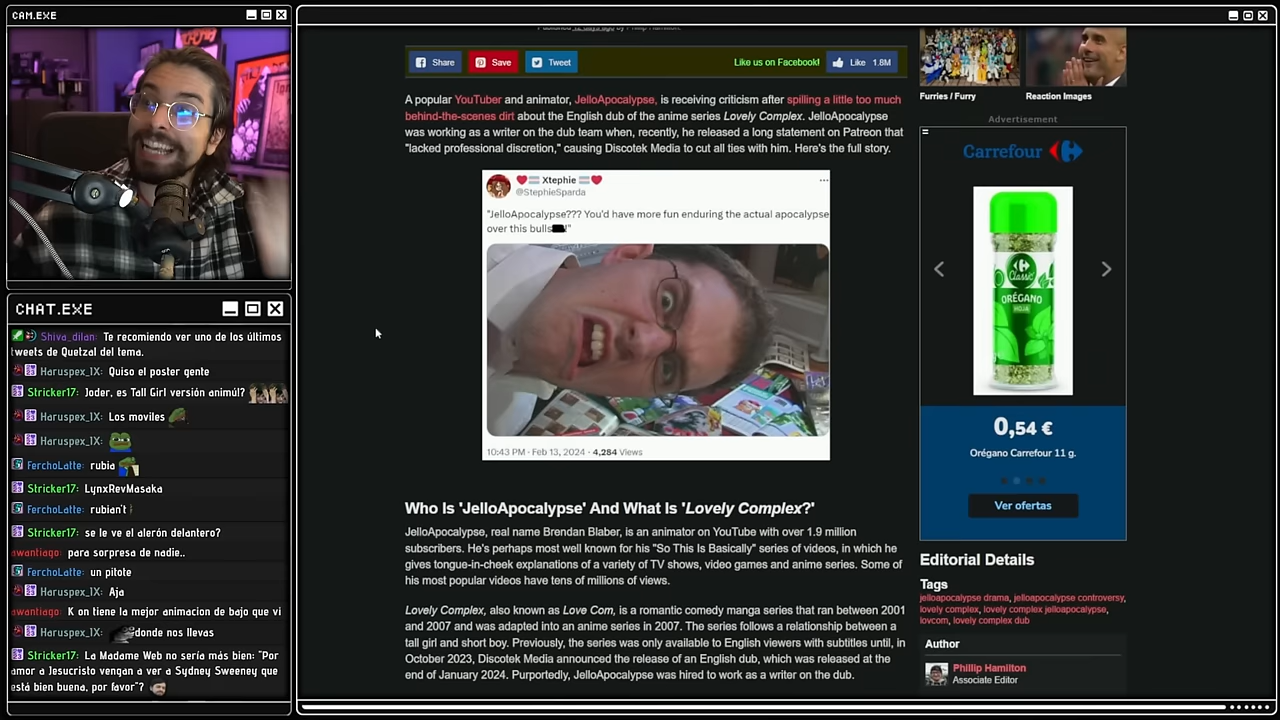 CAM.EXE
CHAT.EXE
Shiva_dilan: Te recomiendo ver uno de los últimos
tweets de Quetzal del tema.
Haruspex_IX: Quiso el poster gente
Stricker17: Joder, es Tall Girl versión animúl?
Haruspex_IX: Los moviles
Haruspex_IX:
FerchoLatte: rubia
Stricker17: LynxRevMasaka
FerchoLatte: rubian't
Stricker17: se le ve el alerón delantero?
awantiago: para sorpresa de nadie..
FerchoLatte: un pitote
Haruspex_IX: Aja
awantiago: K on tiene la mejor animacion de bajo que vi
Haruspex_IX: donde nos llevas
Stricker17: La Madame Web no sería más bien: "Por
amor a Jesucristo vengan a ver a Sydney Sweeney que
está bien buena, por favor"?
Share
Save
Tweet
Like us on Facebook!
Like 1.8M
A popular YouTuber and animator, JelloApocalypse, is receiving criticism after spilling a little too much
behind-the-scenes dirt about the English dub of the anime series Lovely Complex. JelloApocalypse
was working as a writer on the dub team when, recently, he released a long statement on Patreon that
"lacked professional discretion," causing Discotek Media to cut all ties with him. Here's the full story.
Xtephie
@StephieSparda
"JelloApocalypse??? You'd have more fun enduring the actual apocalypse
over this bulls !"
10:43 PM · Feb 13, 2024 · 4,284 Views
Who Is 'JelloApocalypse' And What Is 'Lovely Complex?'
JelloApocalypse, real name Brendan Blaber, is an animator on YouTube with over 1.9 million
subscribers. He's perhaps most well known for his "So This Is Basically" series of videos, in which he
gives tongue-in-cheek explanations of a variety of TV shows, video games and anime series. Some of
his most popular videos have tens of millions of views.
Lovely Complex, also known as Love Com, is a romantic comedy manga series that ran between 2001
and 2007 and was adapted into an anime series in 2007. The series follows a relationship between a
tall girl and short boy. Previously, the series was only available to English viewers with subtitles until, in
October 2023, Discotek Media announced the release of an English dub, which was released at the
end of January 2024. Purportedly, JelloApocalypse was hired to work as a writer on the dub.
Furries / Furry
Reaction Images
Advertisement
Carrefour
Classic
ORÉGANO
HOJA
0,54 €
Orégano Carrefour 11 g.
Ver ofertas
Editorial Details
Tags
jelloapocalypse drama, jelloapocalypse controversy,
lovely complex, lovely complex jelloapocalypse,
lovcom, lovely complex dub
Author
Phillip Hamilton
Associate Editor